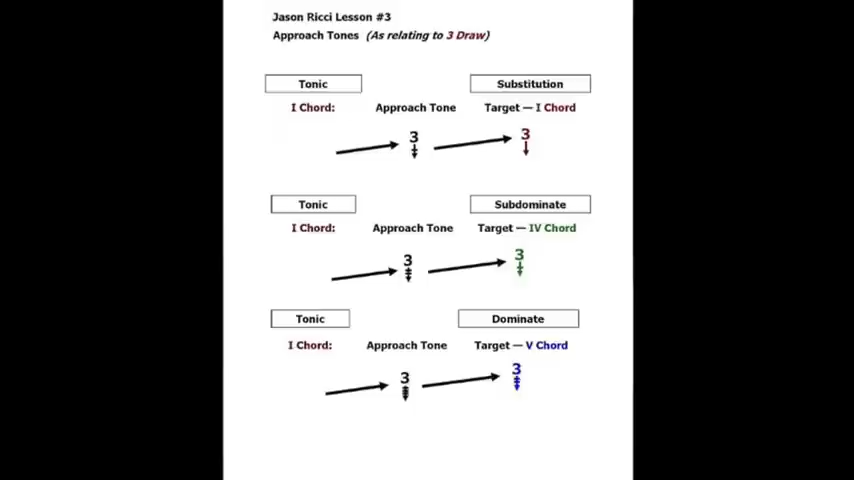 Jason Ricci Lesson #3
Approach Tones (As relating to 3 Draw)
Tonic Substitution
I Chord: Approach Tone Target — I Chord
3 3
Tonic Subdominate
I Chord: Approach Tone Target — IV Chord
3 3
Tonic Dominate
I Chord: Approach Tone Target — V Chord
3 3